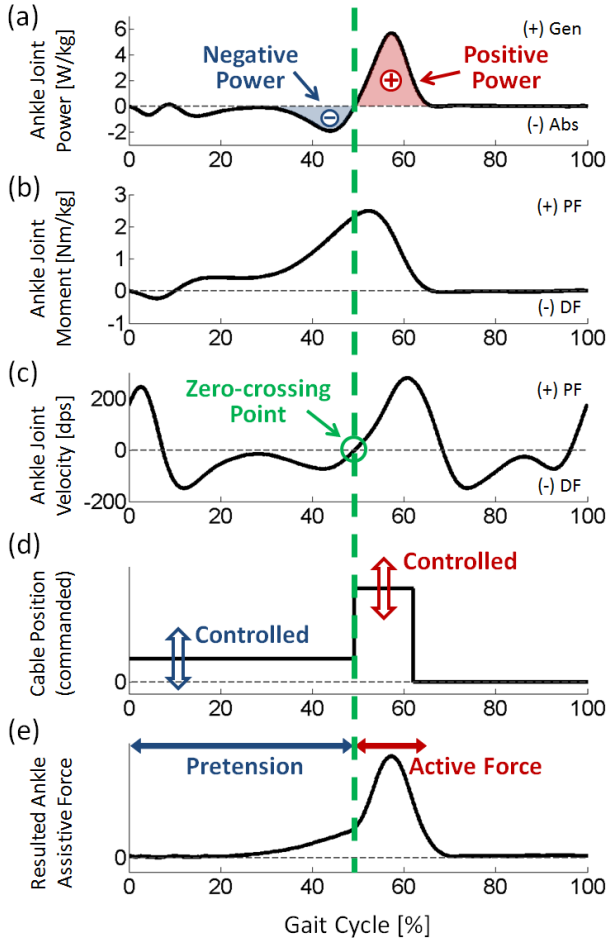 (a)
Ankle Joint
Power [W/kg]
6
4
2
0
-2
Negative
Power
Positive
Power
(+) Gen
(-) Abs
0 20 40 60 80 100
(b)
Ankle Joint
Moment [Nm/kg]
3
2
1
0
-1
(+) PF
(-) DF
0 20 40 60 80 100
(c)
Ankle Joint
Velocity [dps]
200
0
-200
Zero-crossing
Point
(+) PF
(-) DF
0 20 40 60 80 100
(d)
Cable Position
(commanded)
0
Controlled
Controlled
0 20 40 60 80 100
(e)
Resulted Ankle
Assistive Force
0
Pretension
Active Force
0 20 40 60 80 100
Gait Cycle [%]